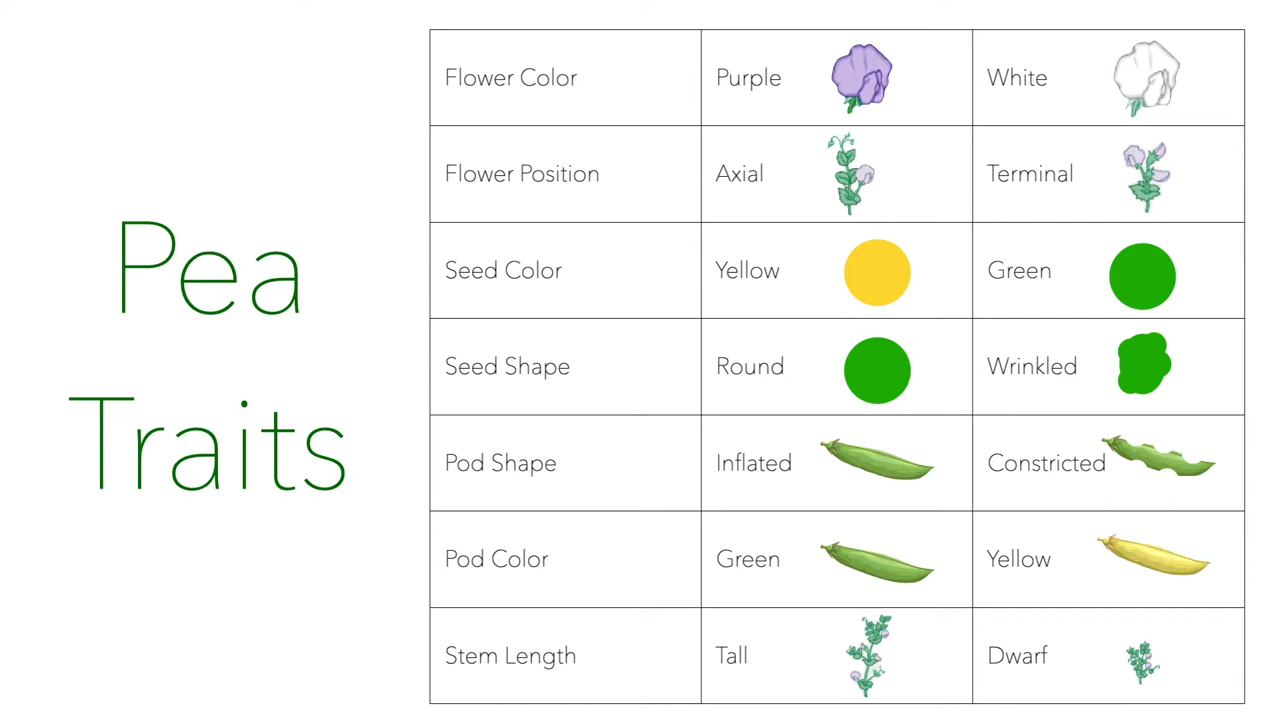 Pea
Traits
Flower Color Purple White
Flower Position Axial Terminal
Seed Color Yellow Green
Seed Shape Round Wrinkled
Pod Shape Inflated Constricted
Pod Color Green Yellow
Stem Length Tall Dwarf